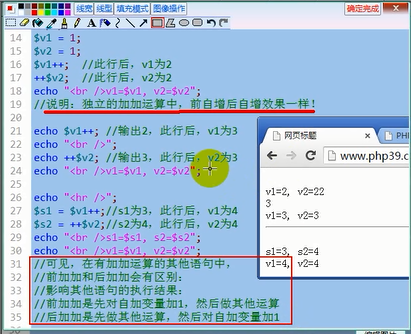 线宽 线型 填充模式 图像操作 确定完成
14 $v1 = 1;
15 $v2 = 1;
16 $v1++; //此行后，v1为2
17 ++$v2; //此行后，v2为2
18 echo "<br />v1=$v1, v2=$v2";
19 //说明：独立的加加运算中，前自增后自增效果一样！
20
21 echo $v1++; //输出2，此行后，v1为3
22 echo "<br />";
23 echo ++$v2; //输出3，此行后，v2为3
24 echo "<br />v1=$v1, v2=$v2";
25
26 echo "<hr />";
27 $s1 = $v1++;//s1为3，此行后，v1为4
28 $s2 = ++$v2;//s2为4，此行后，v2为4
29 echo "<br />s1=$s1, s2=$s2";
30 echo "<br />v1=$v1, v2=$v2";
31 //可见，在有加加运算的其他语句中，
32 //前加加和后加加会有区别：
33 //影响其他语句的执行结果：
34 //前加加是先对自加变量加1，然后做其他运算
35 //后加加是先做其他运算，然后对自加变量加1
网页标题
www.php39.c
v1=2, v2=22
3
v1=3, v2=3
s1=3, s2=4
v1=4, v2=4